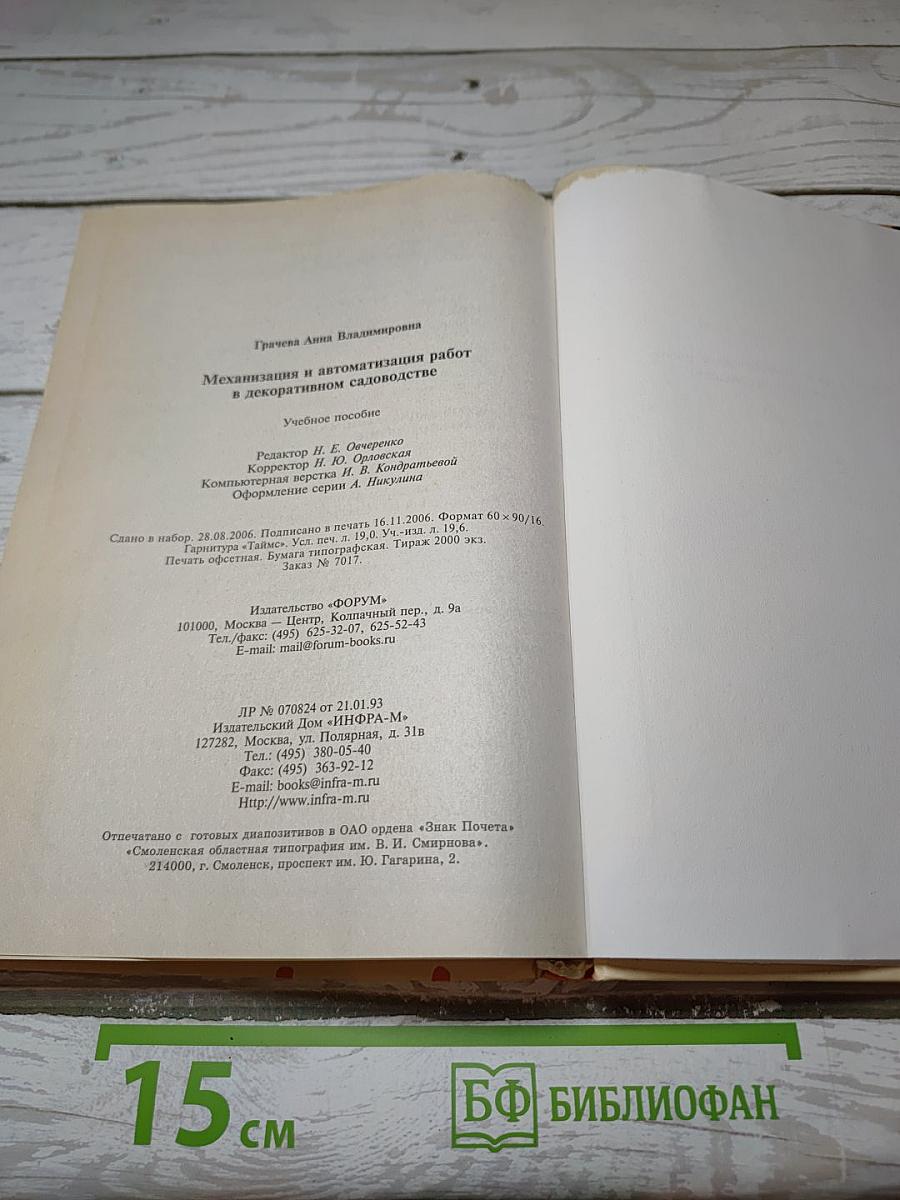 Грачева Анна Владимировна
Механизация и автоматизация работ
в декоративном садоводстве
Учебное пособие
Редактор Н. Е. Овчеренко
Корректор Н. Ю. Орловская
Компьютерная верстка И. В. Кондратьевой
Оформление серии А. Никулина
Сдано в набор. 28.08.2006. Подписано в печать 16.11.2006. Формат 60 × 90/16.
Гарнитура «Таймс». Усл. печ. л. 19,0. Уч.-изд. л. 19,6.
Печать офсетная. Бумага типографская. Тираж 2000 экз.
Заказ № 7017.
Издательство «ФОРУМ»
101000, Москва — Центр, Колпачный пер., д. 9а
Тел./факс: (495) 625-32-07, 625-52-43
E-mail: mail@forum-books.ru
ЛР № 070824 от 21.01.93
Издательский Дом «ИНФРА-М»
127282, Москва, ул. Полярная, д. 31в
Тел.: (495) 380-05-40
Факс: (495) 363-92-12
E-mail: books@infra-m.ru
Http://www.infra-m.ru
Отпечатано с готовых диапозитивов в ОАО ордена «Знак Почета»
«Смоленская областная типография им. В. И. Смирнова».
214000, г. Смоленск, проспект им. Ю. Гагарина, 2.
15 см
БФ БИБЛИОФАН